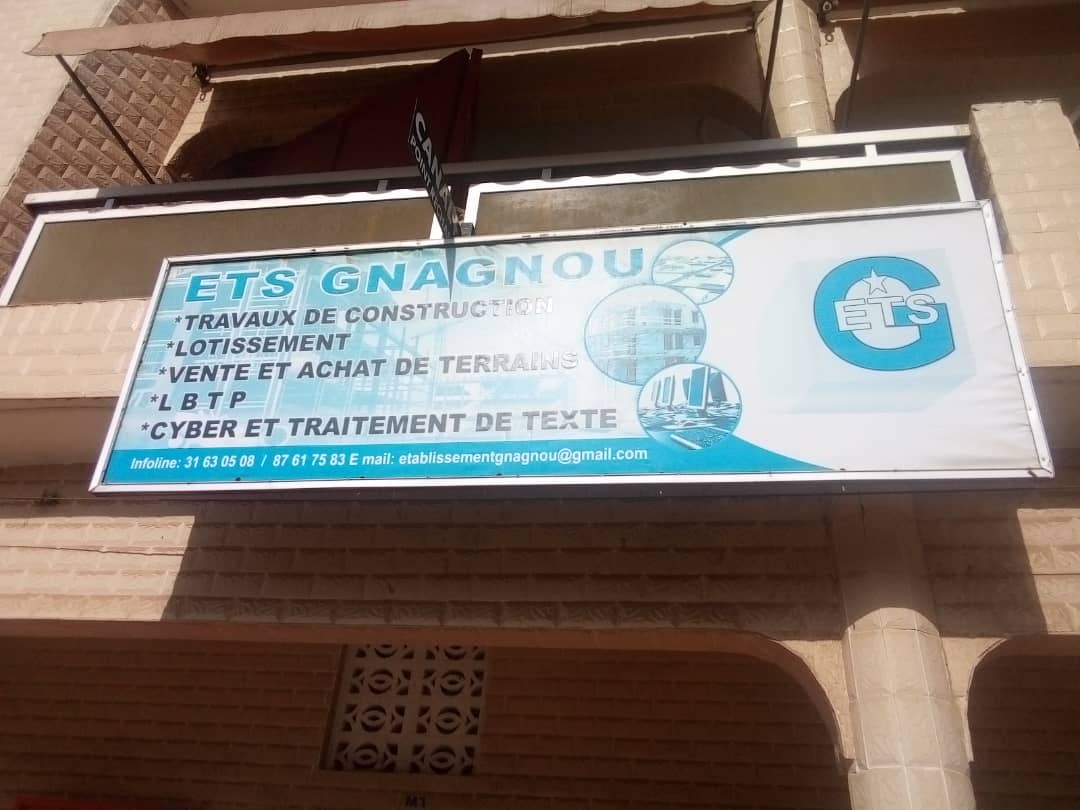 ETS GNAGNOU
*TRAVAUX DE CONSTRUCTION
*LOTISSEMENT
*VENTE ET ACHAT DE TERRAINS
*L B T P
*CYBER ET TRAITEMENT DE TEXTE
Infoline: 31 63 05 08 / 87 61 75 83 E mail: etablissementgnagnou@gmail.com
G
ETS
M1